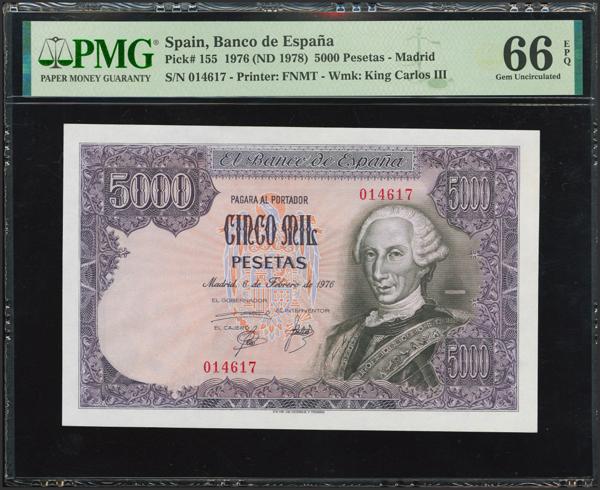 PMG
PAPER MONEY GUARANTY
Spain, Banco de España
Pick# 155 1976 (ND 1978) 5000 Pesetas - Madrid
S/N 014617 - Printer: FNMT - Wmk: King Carlos III
66 EPQ
Gem Uncirculated
El Banco de España
5000
PAGARA AL PORTADOR
014617
5000
CINCO MIL
PESETAS
Madrid, 6 de Febrero de 1976
EL GOBERNADOR
EL INTERVENTOR
EL CAJERO
014617
5000